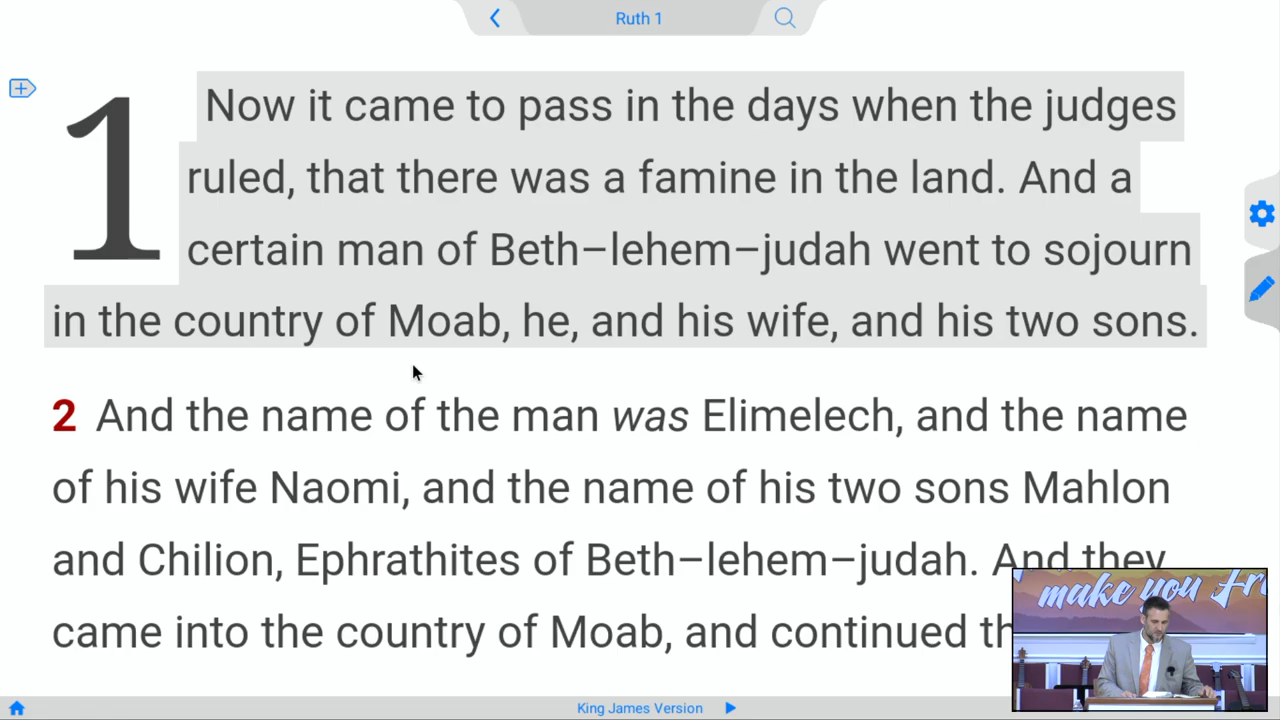 Ruth 1
1 Now it came to pass in the days when the judges
ruled, that there was a famine in the land. And a
certain man of Beth–lehem–judah went to sojourn
in the country of Moab, he, and his wife, and his two sons.
2 And the name of the man was Elimelech, and the name
of his wife Naomi, and the name of his two sons Mahlon
and Chilion, Ephrathites of Beth–lehem–judah. And they
came into the country of Moab, and continued
make you
King James Version